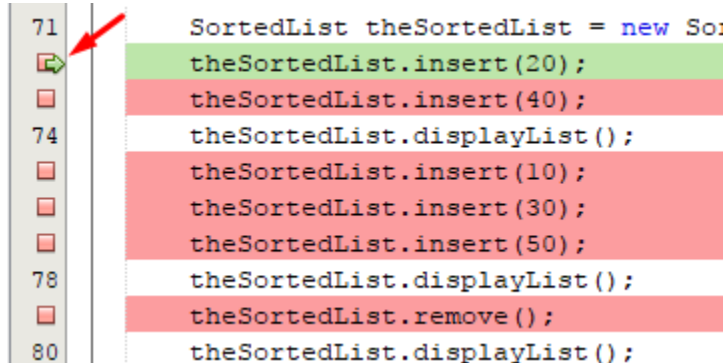 71 SortedList theSortedList = new
theSortedList.insert(20);
theSortedList.insert(40);
74 theSortedList.displayList();
theSortedList.insert(10);
theSortedList.insert(30);
theSortedList.insert(50);
78 theSortedList.displayList();
theSortedList.remove();
80 theSortedList.displayList();